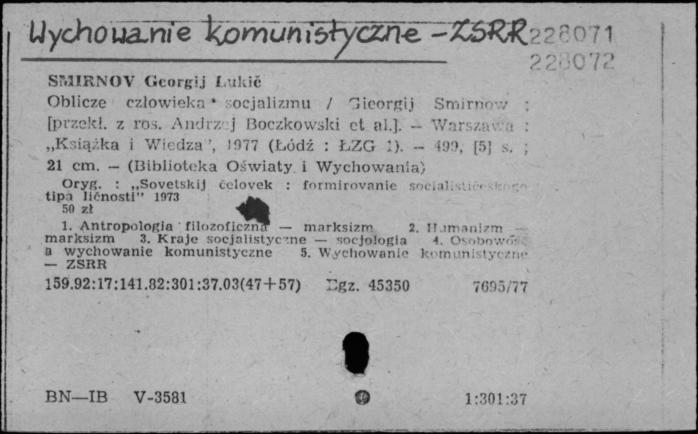 Wychowanie komunistyczne - ZSRR 228071
228072
SMIRNOV Georgij Lukič
Oblicze człowieka socjalizmu / Gieorgij Smirnow ;
[przekł. z ros. Andrzej Boczkowski et al.]. — Warszawa :
„Książka i Wiedza", 1977 (Łódź : ŁZG 1). — 499, [5] s. ;
21 cm. — (Biblioteka Oświaty i Wychowania)
Oryg. : „Sovetskij čelovek : formirovanie socialističeskogo
tipa ličnosti" 1973
50 zł
1. Antropologia filozoficzna — marksizm 2. Humanizm —
marksizm 3. Kraje socjalistyczne — socjologia 4. Osobowość
a wychowanie komunistyczne 5. Wychowanie komunistyczne
— ZSRR
159.92:17:141.82:301:37.03(47+57) Egz. 45350 7695/77
BN—IB V-3581 1:301:37